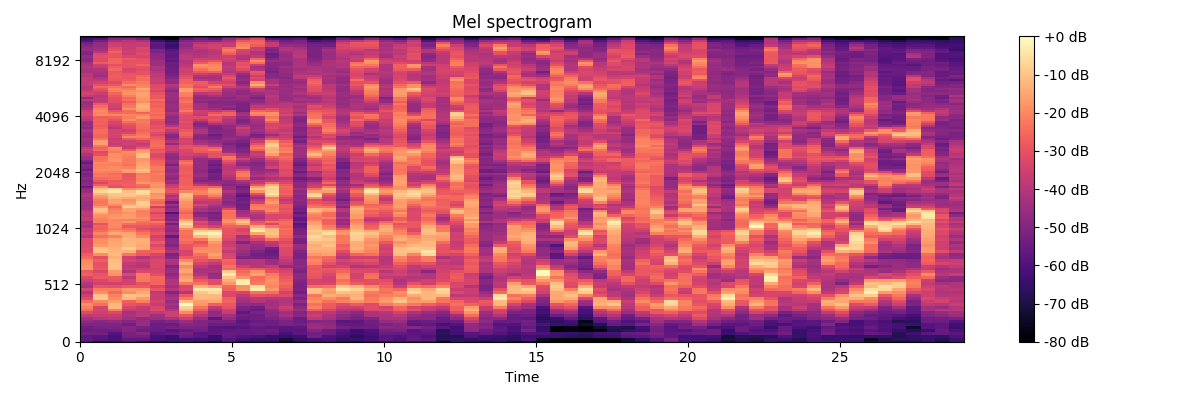 Mel spectrogram
+0 dB
8192
-10 dB
4096
-20 dB
-30 dB
2048
Hz
-40 dB
1024
-50 dB
512
-60 dB
-70 dB
0
-80 dB
0 5 10 15 20 25
Time